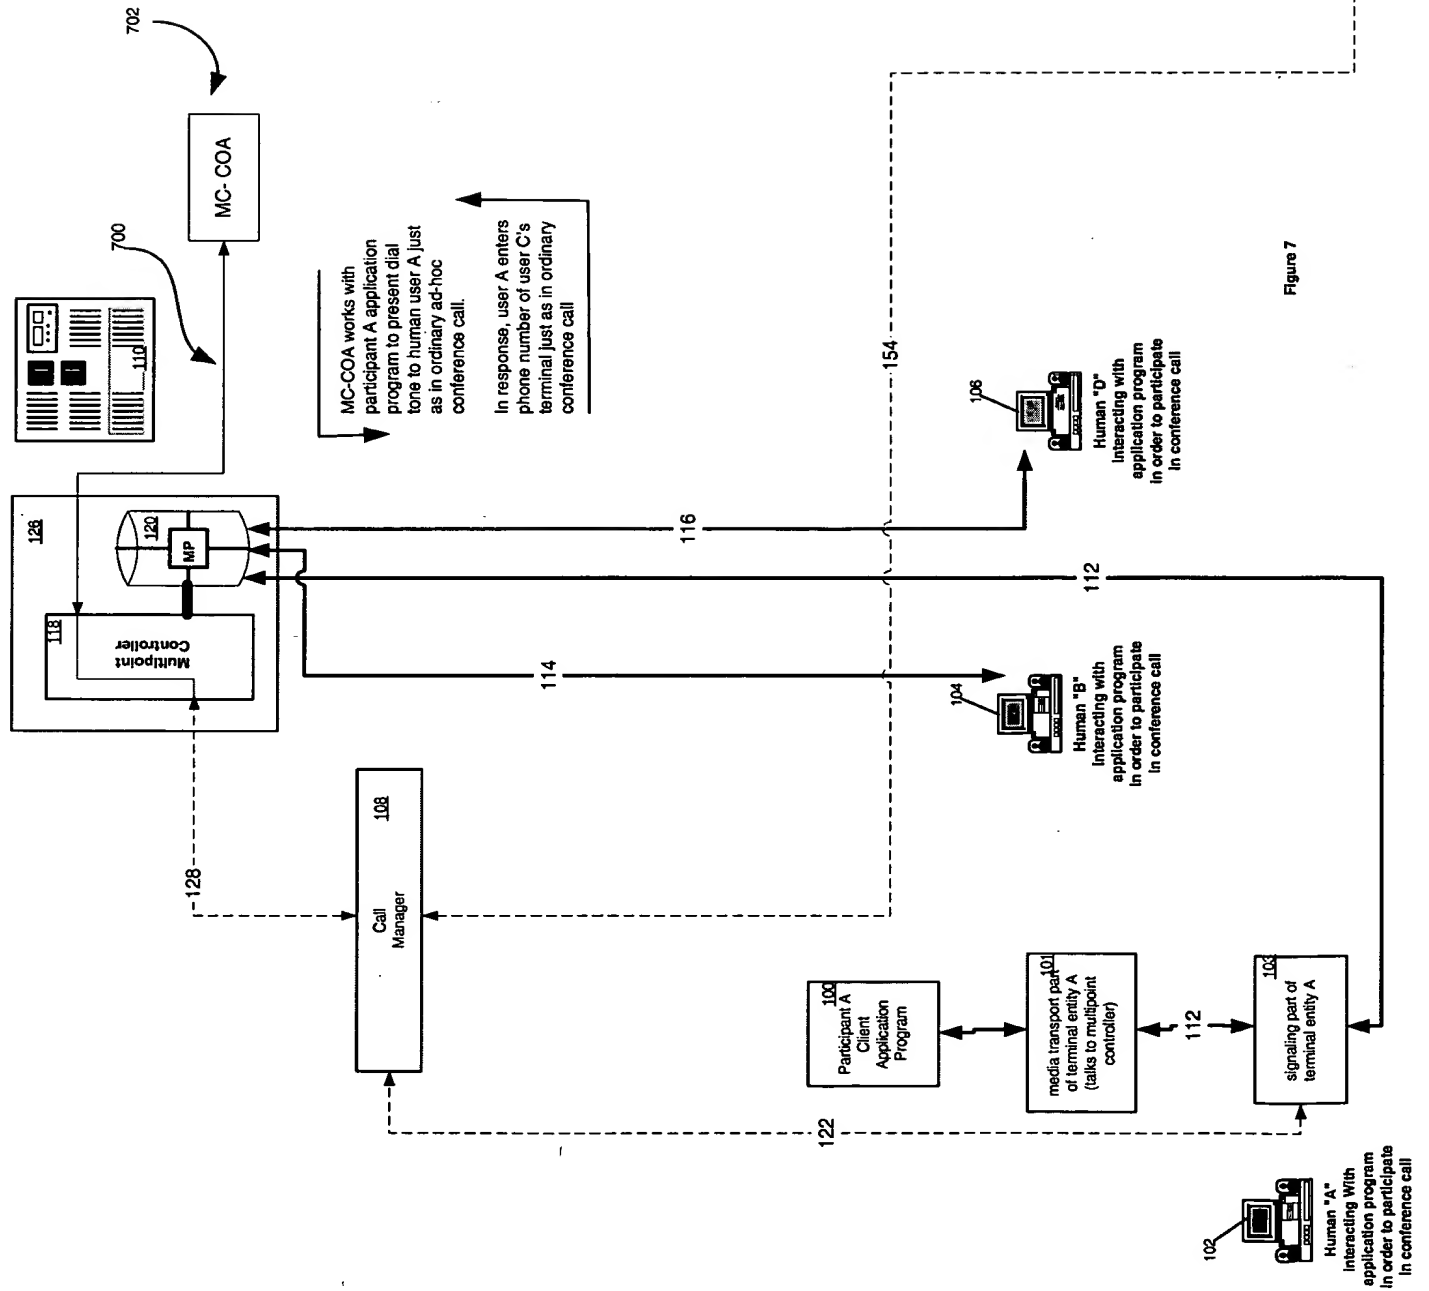 702
MC- COA
700
110
MC-COA works with
participant A application
program to present dial
tone to human user A just
as in ordinary ad-hoc
conference call.
In response, user A enters
phone number of user C's
terminal just as in ordinary
conference call
126
120
MP
118
Multipoint
Controller
116
154
112
114
106
Human "D"
Interacting with
application program
In order to participate
In conference call
104
Human "B"
Interacting with
application program
In order to participate
In conference call
128
108
Call
Manager
100
Participant A
Client
Application
Program
101
media transport part
of terminal entity A
(talks to multipoint
controller)
112
103
signaling part of
terminal entity A
122
102
Human "A"
Interacting With
application program
In order to participate
In conference call
Figure 7